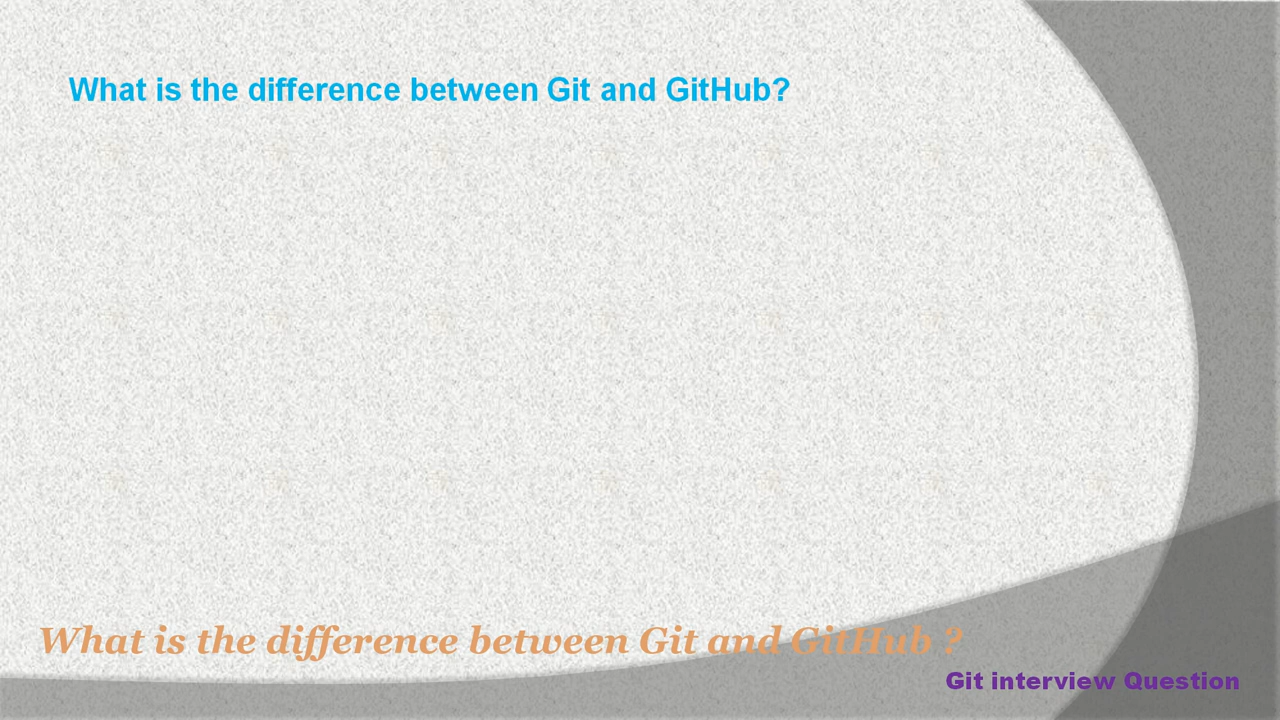 What is the difference between Git and GitHub?
What is the difference between Git and GitHub ?
Git interview Question